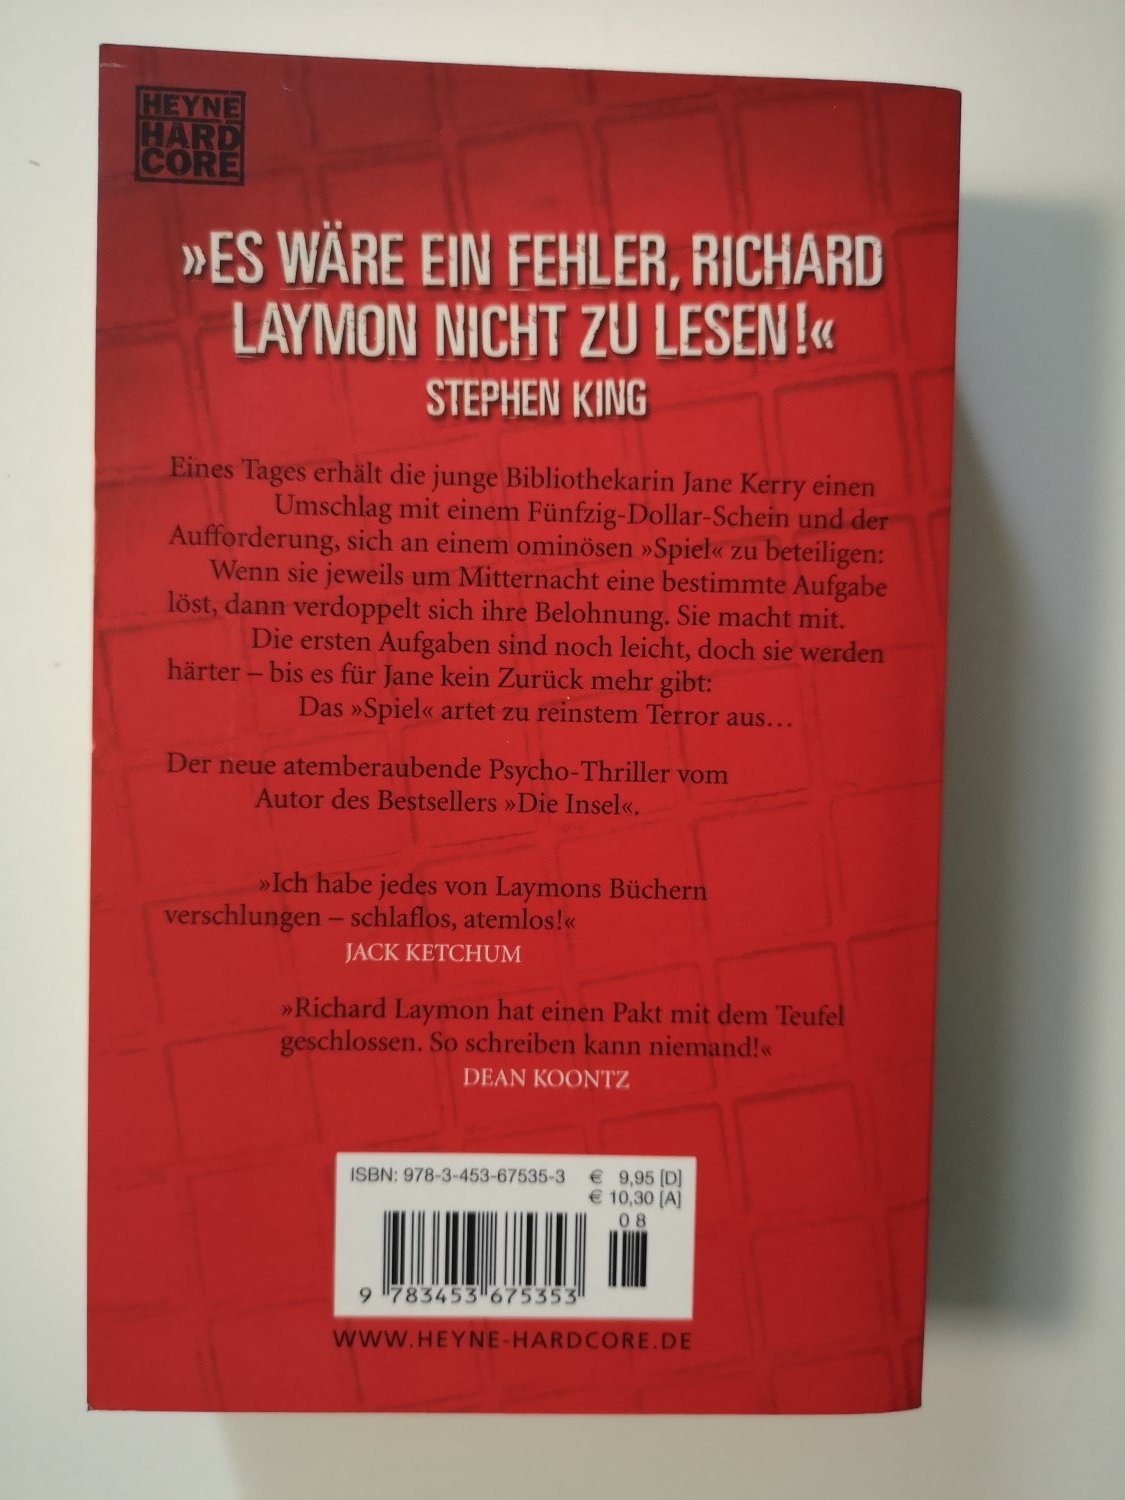 HEYNE
HARD
CORE
»ES WÄRE EIN FEHLER, RICHARD
LAYMON NICHT ZU LESEN!«
STEPHEN KING
Eines Tages erhält die junge Bibliothekarin Jane Kerry einen
Umschlag mit einem Fünfzig-Dollar-Schein und der
Aufforderung, sich an einem ominösen »Spiel« zu beteiligen:
Wenn sie jeweils um Mitternacht eine bestimmte Aufgabe
löst, dann verdoppelt sich ihre Belohnung. Sie macht mit.
Die ersten Aufgaben sind noch leicht, doch sie werden
härter – bis es für Jane kein Zurück mehr gibt:
Das »Spiel« artet zu reinstem Terror aus…
Der neue atemberaubende Psycho-Thriller vom
Autor des Bestsellers »Die Insel«.
»Ich habe jedes von Laymons Büchern
verschlungen – schlaflos, atemlos!«
JACK KETCHUM
»Richard Laymon hat einen Pakt mit dem Teufel
geschlossen. So schreiben kann niemand!«
DEAN KOONTZ
ISBN: 978-3-453-67535-3 € 9,95 [D]
€ 10,30 [A]
08
9 783453 675353
WWW.HEYNE-HARDCORE.DE